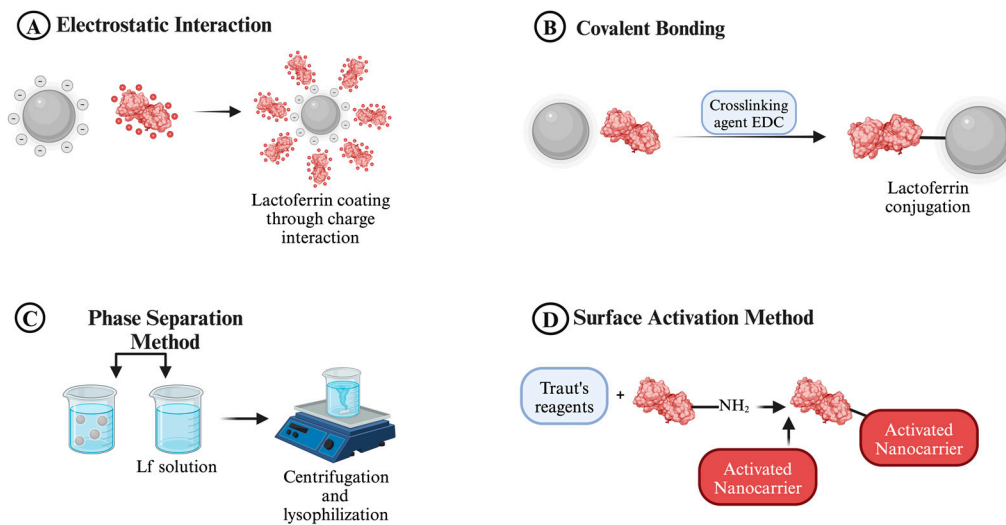 A Electrostatic Interaction
Lactoferrin coating
through charge
interaction
B Covalent Bonding
Crosslinking
agent EDC
Lactoferrin
conjugation
C Phase Separation
Method
Lf solution
Centrifugation
and
lysophilization
D Surface Activation Method
Traut's
reagents
+
NH₂
Activated
Nanocarrier
Activated
Nanocarrier